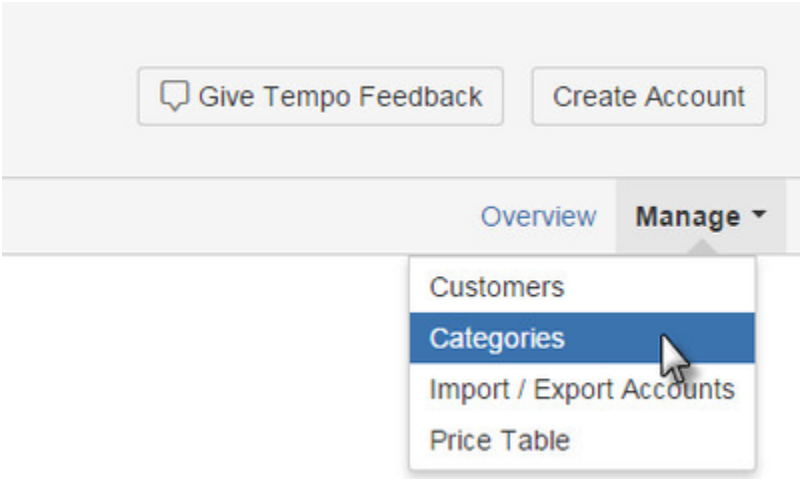 Give Tempo Feedback Create Account
Overview Manage
Customers
Categories
Import / Export Accounts
Price Table